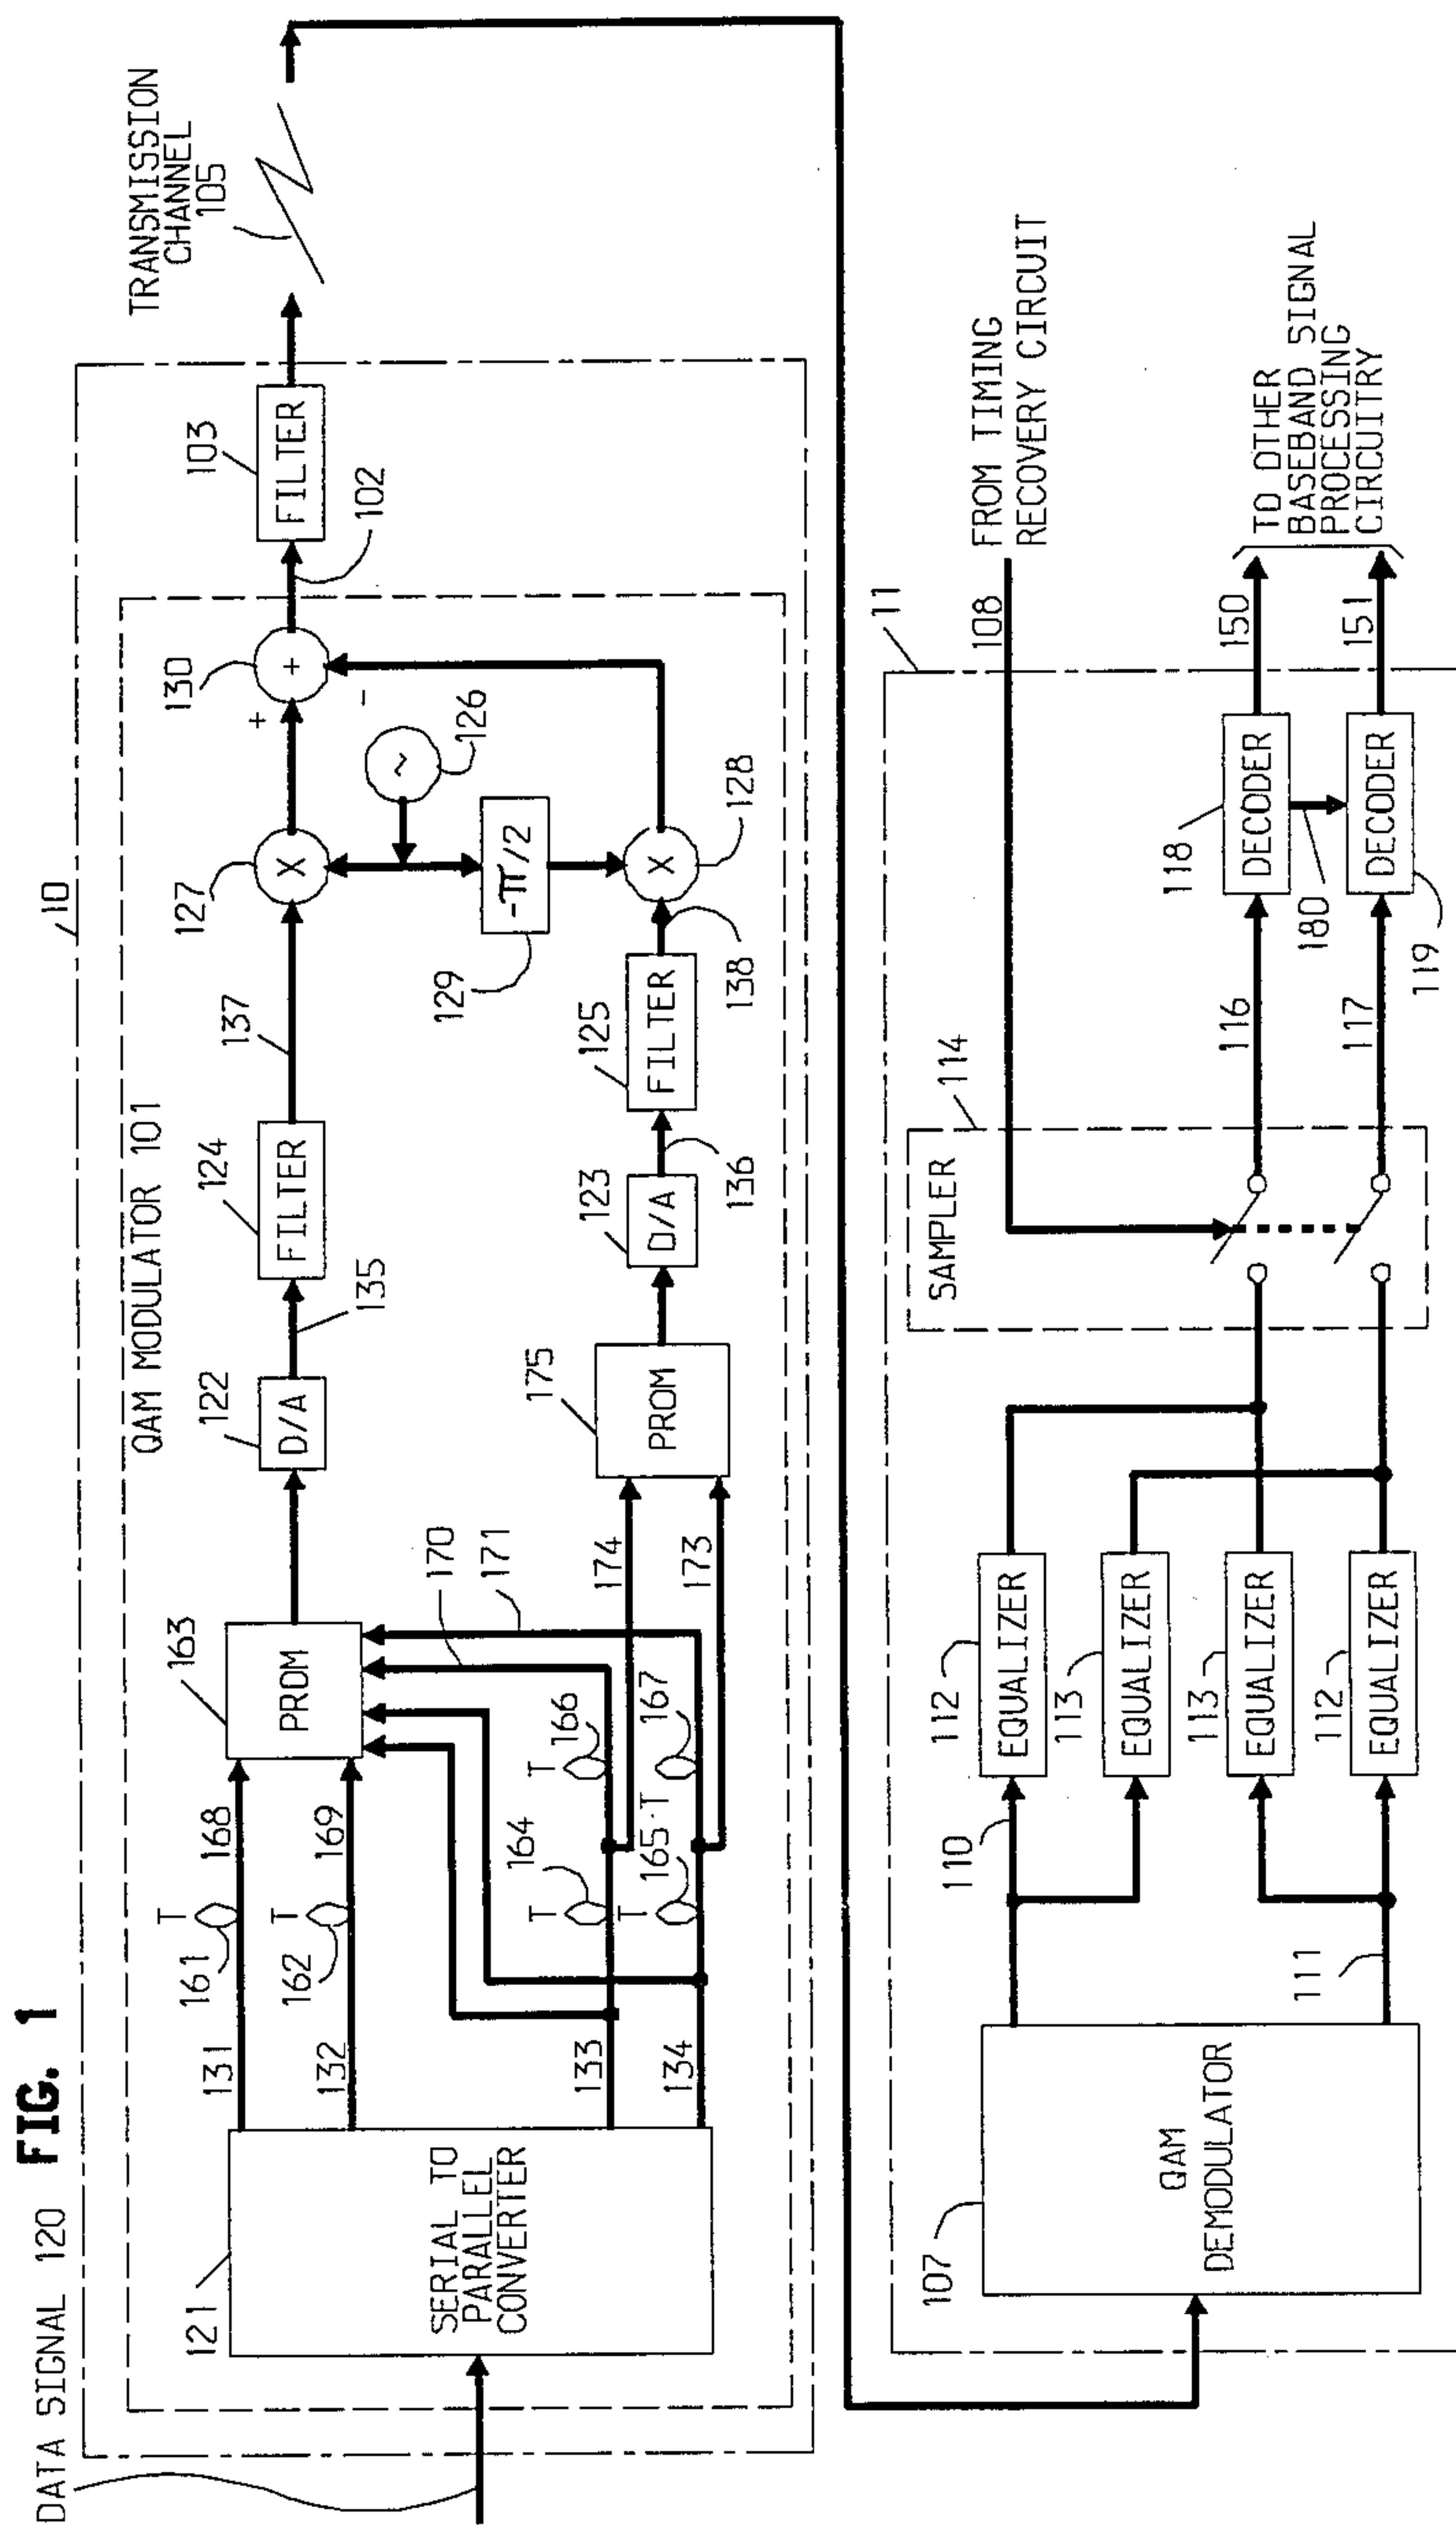 FIG. 1
DATA SIGNAL 120
10
QAM MODULATOR 101
121
SERIAL TO
PARALLEL
CONVERTER
131
132
133
134
T
161
168
T
162
169
T
164
T
166
T
165
T
167
163
PROM
170
171
174
173
175
PROM
122
D/A
135
124
FILTER
137
127
X
+
130
+
-
126
~
129
-π/2
123
D/A
136
125
FILTER
138
128
X
102
103
FILTER
TRANSMISSION
CHANNEL
105
11
107
QAM
DEMODULATOR
110
111
112
EQUALIZER
113
EQUALIZER
113
EQUALIZER
112
EQUALIZER
SAMPLER
114
108
FROM TIMING
RECOVERY CIRCUIT
116
117
118
DECODER
180
119
DECODER
150
151
TO OTHER
BASEBAND SIGNAL
PROCESSING
CIRCUITRY